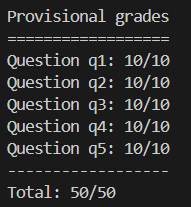 Provisional grades
==================
Question q1: 10/10
Question q2: 10/10
Question q3: 10/10
Question q4: 10/10
Question q5: 10/10
------------------
Total: 50/50